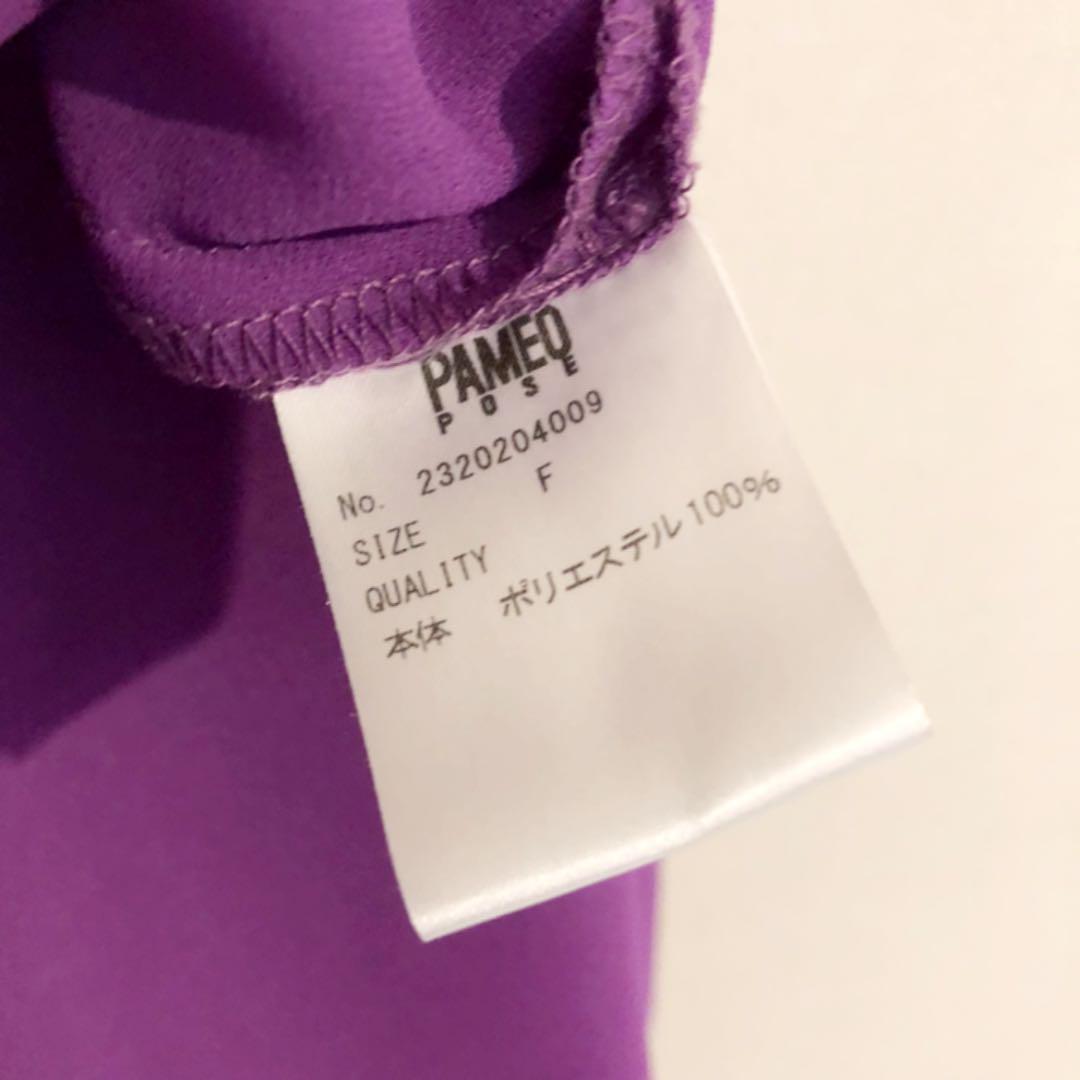 PAMEO
POSE
No. 2320204009
SIZE F
QUALITY
本体 ポリエステル100%